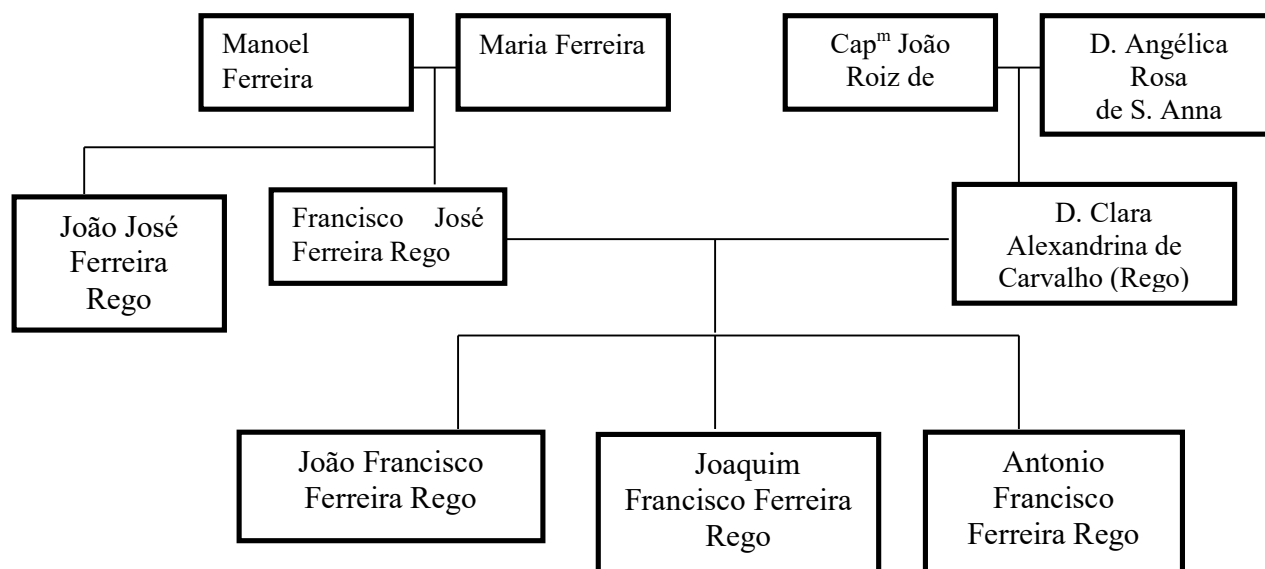 Manoel
Ferreira
Maria Ferreira
Capᵐ João
Roiz de
D. Angélica
Rosa
de S. Anna
João José
Ferreira
Rego
Francisco José
Ferreira Rego
D. Clara
Alexandrina de
Carvalho (Rego)
João Francisco
Ferreira Rego
Joaquim
Francisco Ferreira
Rego
Antonio
Francisco
Ferreira Rego